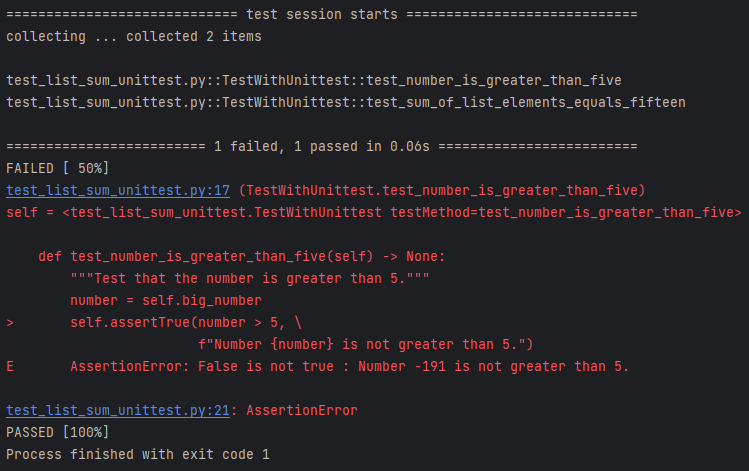 ============================= test session starts =============================
collecting ... collected 2 items
test_list_sum_unittest.py::TestWithUnittest::test_number_is_greater_than_five
test_list_sum_unittest.py::TestWithUnittest::test_sum_of_list_elements_equals_fifteen
========================= 1 failed, 1 passed in 0.06s =========================
FAILED [ 50%]
test_list_sum_unittest.py:17 (TestWithUnittest.test_number_is_greater_than_five)
self = <test_list_sum_unittest.TestWithUnittest testMethod=test_number_is_greater_than_five>
    def test_number_is_greater_than_five(self) -> None:
        """Test that the number is greater than 5."""
        number = self.big_number
>       self.assertTrue(number > 5, \
                        f"Number {number} is not greater than 5.")
E       AssertionError: False is not true : Number -191 is not greater than 5.
test_list_sum_unittest.py:21: AssertionError
PASSED [100%]
Process finished with exit code 1